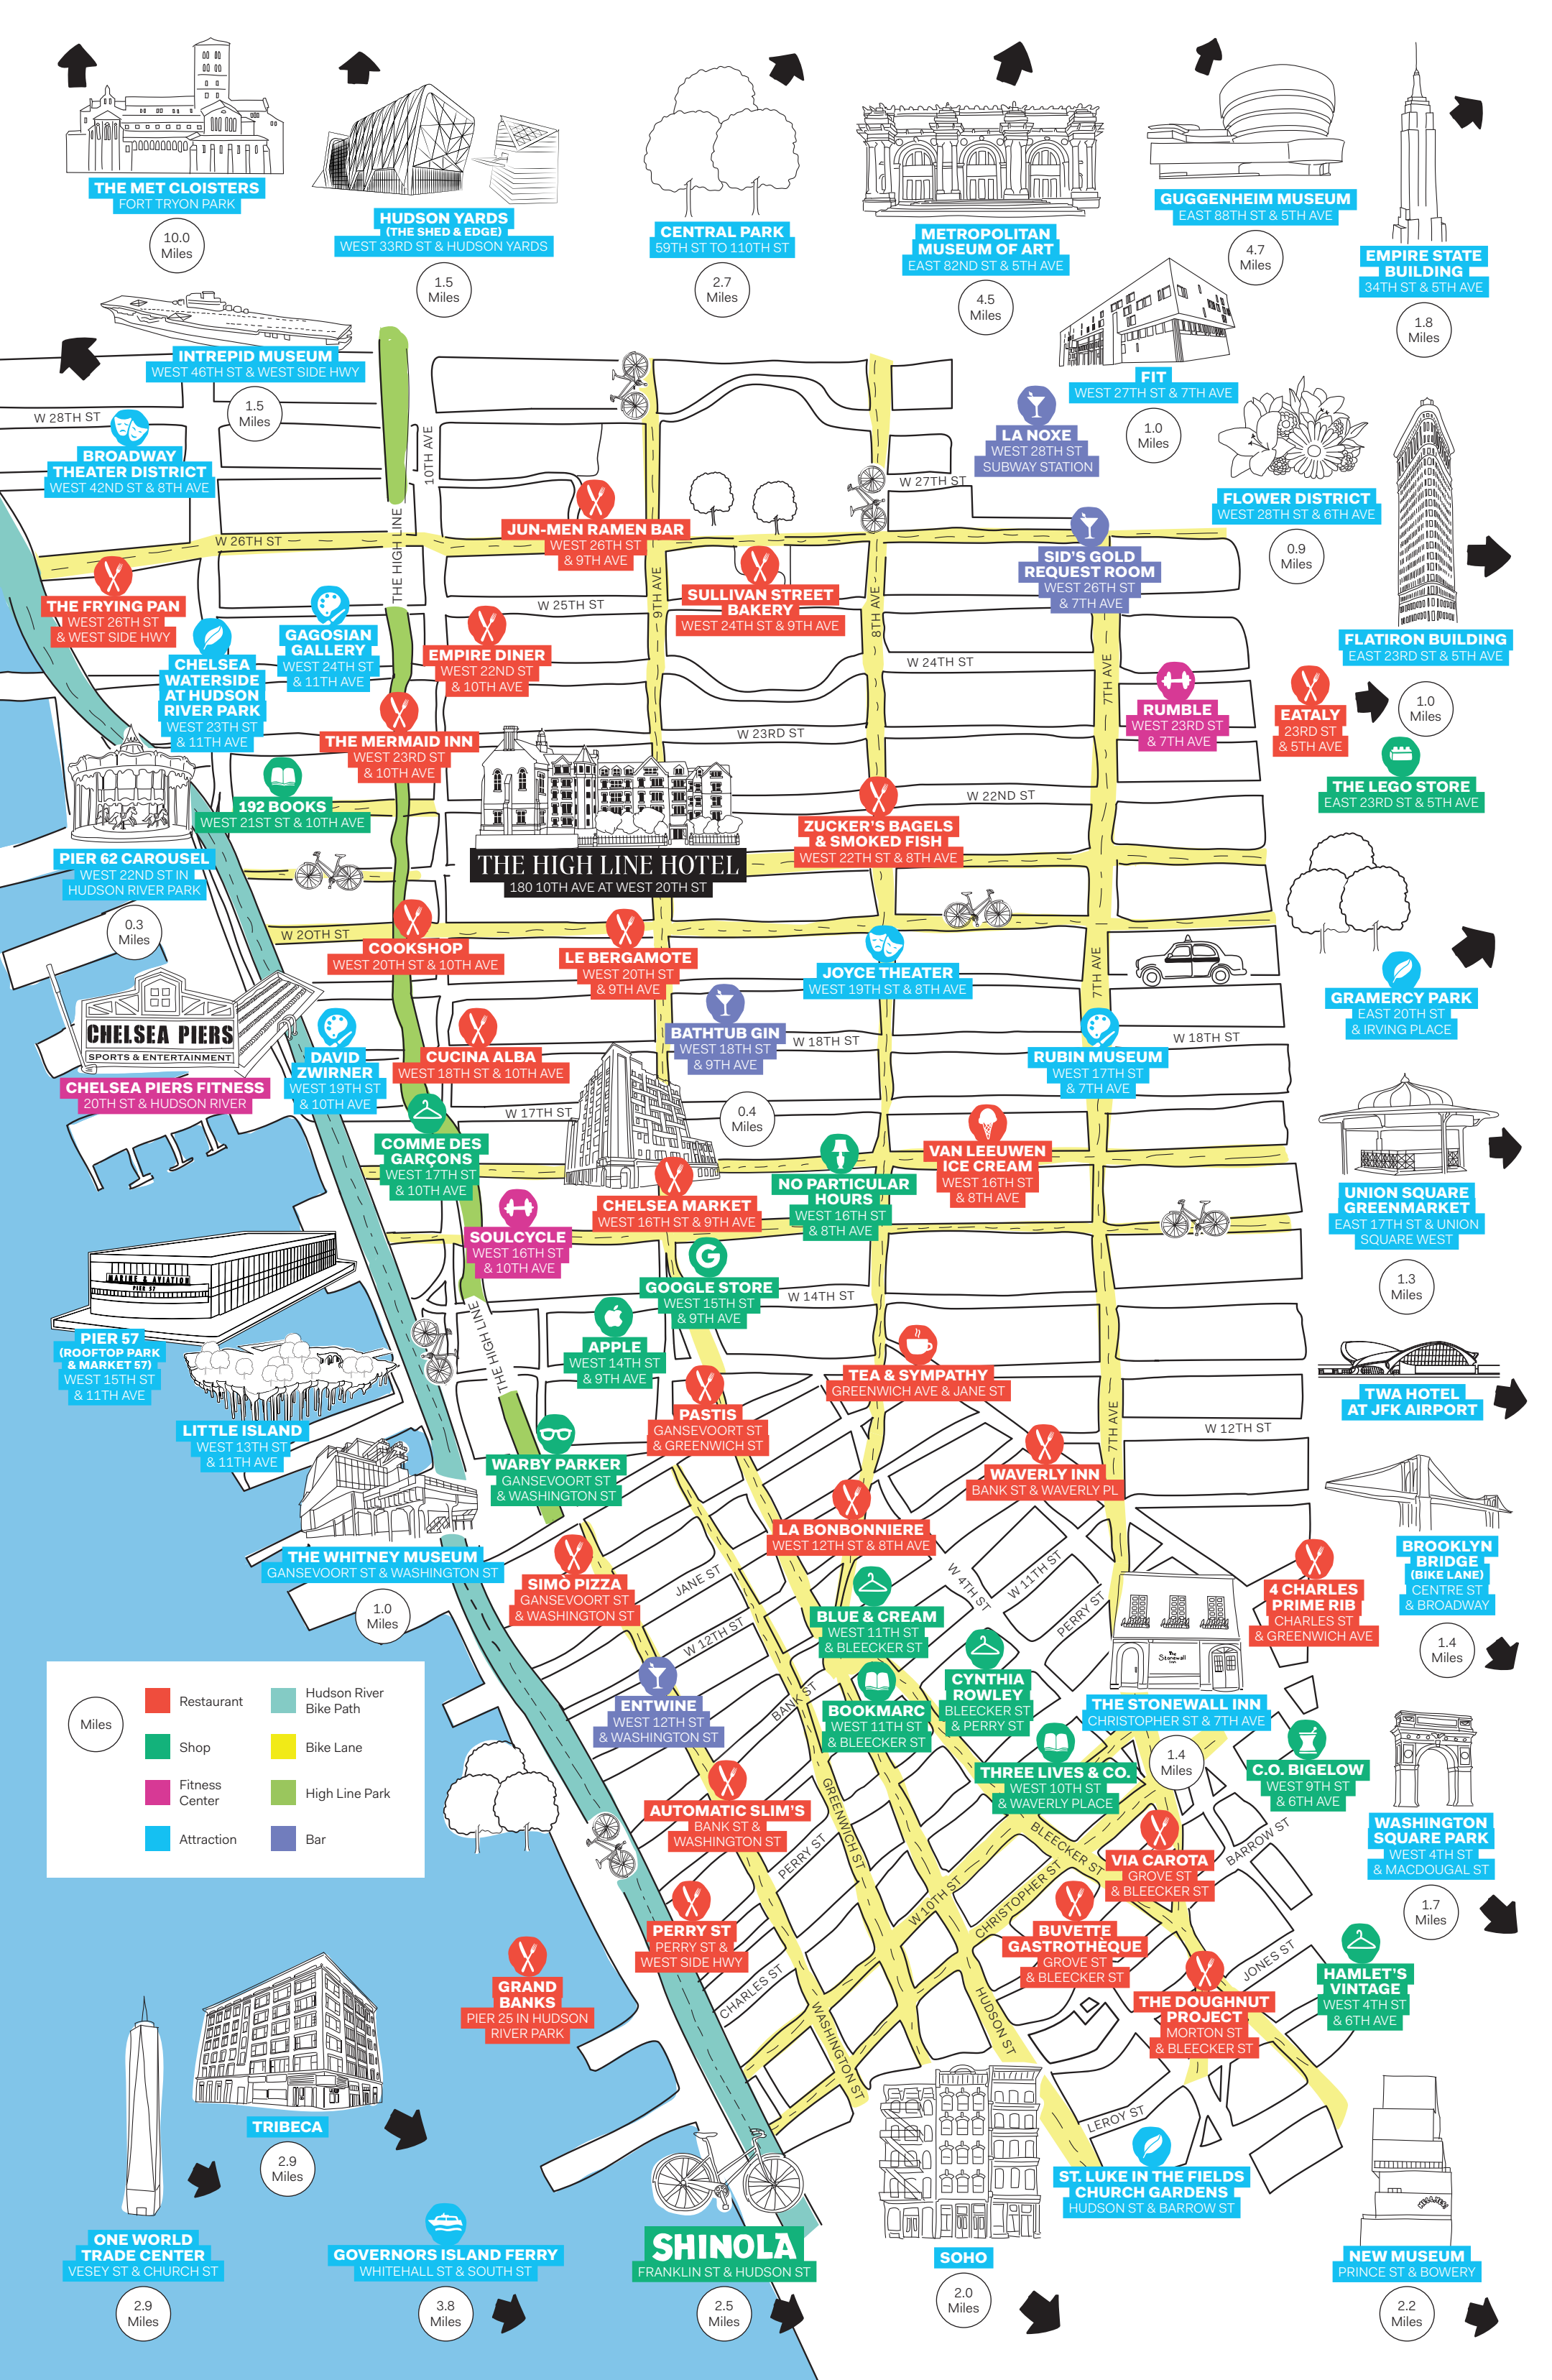 THE MET CLOISTERS
FORT TRYON PARK
10.0
Miles
HUDSON YARDS
(THE SHED & EDGE)
WEST 33RD ST & HUDSON YARDS
1.5
Miles
CENTRAL PARK
59TH ST TO 110TH ST
2.7
Miles
METROPOLITAN
MUSEUM OF ART
EAST 82ND ST & 5TH AVE
4.5
Miles
GUGGENHEIM MUSEUM
EAST 88TH ST & 5TH AVE
4.7
Miles
EMPIRE STATE
BUILDING
34TH ST & 5TH AVE
1.8
Miles
INTREPID MUSEUM
WEST 46TH ST & WEST SIDE HWY
1.5
Miles
FIT
WEST 27TH ST & 7TH AVE
1.0
Miles
W 28TH ST
BROADWAY
THEATER DISTRICT
WEST 42ND ST & 8TH AVE
10TH AVE
LA NOXE
WEST 28TH ST
SUBWAY STATION
W 27TH ST
FLOWER DISTRICT
WEST 28TH ST & 6TH AVE
0.9
Miles
JUN-MEN RAMEN BAR
WEST 26TH ST
& 9TH AVE
W 26TH ST
THE HIGH LINE
SID'S GOLD
REQUEST ROOM
WEST 26TH ST
& 7TH AVE
THE FRYING PAN
WEST 26TH ST
& WEST SIDE HWY
SULLIVAN STREET
BAKERY
WEST 24TH ST & 9TH AVE
9TH AVE
8TH AVE
W 25TH ST
GAGOSIAN
GALLERY
WEST 24TH ST
& 11TH AVE
EMPIRE DINER
WEST 22ND ST
& 10TH AVE
FLATIRON BUILDING
EAST 23RD ST & 5TH AVE
1.0
Miles
CHELSEA
WATERSIDE
AT HUDSON
RIVER PARK
WEST 23TH ST
& 11TH AVE
W 24TH ST
7TH AVE
RUMBLE
WEST 23RD ST
& 7TH AVE
EATALY
23RD ST
& 5TH AVE
THE MERMAID INN
WEST 23RD ST
& 10TH AVE
W 23RD ST
THE LEGO STORE
EAST 23RD ST & 5TH AVE
192 BOOKS
WEST 21ST ST & 10TH AVE
W 22ND ST
ZUCKER'S BAGELS
& SMOKED FISH
WEST 22TH ST & 8TH AVE
PIER 62 CAROUSEL
WEST 22ND ST IN
HUDSON RIVER PARK
0.3
Miles
THE HIGH LINE HOTEL
180 10TH AVE AT WEST 20TH ST
W 20TH ST
COOKSHOP
WEST 20TH ST & 10TH AVE
LE BERGAMOTE
WEST 20TH ST
& 9TH AVE
JOYCE THEATER
WEST 19TH ST & 8TH AVE
7TH AVE
GRAMERCY PARK
EAST 20TH ST
& IRVING PLACE
CHELSEA PIERS
SPORTS & ENTERTAINMENT
CHELSEA PIERS FITNESS
20TH ST & HUDSON RIVER
DAVID
ZWIRNER
WEST 19TH ST
& 10TH AVE
CUCINA ALBA
WEST 18TH ST & 10TH AVE
BATHTUB GIN
WEST 18TH ST
& 9TH AVE
W 18TH ST
RUBIN MUSEUM
WEST 17TH ST
& 7TH AVE
W 18TH ST
W 17TH ST
0.4
Miles
COMME DES
GARÇONS
WEST 17TH ST
& 10TH AVE
VAN LEEUWEN
ICE CREAM
WEST 16TH ST
& 8TH AVE
NO PARTICULAR
HOURS
WEST 16TH ST
& 8TH AVE
CHELSEA MARKET
WEST 16TH ST & 9TH AVE
UNION SQUARE
GREENMARKET
EAST 17TH ST & UNION
SQUARE WEST
1.3
Miles
SOULCYCLE
WEST 16TH ST
& 10TH AVE
GOOGLE STORE
WEST 15TH ST
& 9TH AVE
W 14TH ST
MARINE & AVIATION
PIER 57
PIER 57
(ROOFTOP PARK
& MARKET 57)
WEST 15TH ST
& 11TH AVE
THE HIGH LINE
APPLE
WEST 14TH ST
& 9TH AVE
TEA & SYMPATHY
GREENWICH AVE & JANE ST
TWA HOTEL
AT JFK AIRPORT
LITTLE ISLAND
WEST 13TH ST
& 11TH AVE
PASTIS
GANSEVOORT ST
& GREENWICH ST
7TH AVE
W 12TH ST
WARBY PARKER
GANSEVOORT ST
& WASHINGTON ST
WAVERLY INN
BANK ST & WAVERLY PL
LA BONBONNIERE
WEST 12TH ST & 8TH AVE
THE WHITNEY MUSEUM
GANSEVOORT ST & WASHINGTON ST
1.0
Miles
BROOKLYN
BRIDGE
(BIKE LANE)
CENTRE ST
& BROADWAY
1.4
Miles
SIMÒ PIZZA
GANSEVOORT ST
& WASHINGTON ST
JANE ST
W 4TH ST
W 11TH ST
PERRY ST
4 CHARLES
PRIME RIB
CHARLES ST
& GREENWICH AVE
BLUE & CREAM
WEST 11TH ST
& BLEECKER ST
W 12TH ST
The
Stonewall
Inn
CYNTHIA
ROWLEY
BLEECKER ST
& PERRY ST
ENTWINE
WEST 12TH ST
& WASHINGTON ST
BANK ST
BOOKMARC
WEST 11TH ST
& BLEECKER ST
THE STONEWALL INN
CHRISTOPHER ST & 7TH AVE
1.4
Miles
Miles
Restaurant
Shop
Fitness
Center
Attraction
Hudson River
Bike Path
Bike Lane
High Line Park
Bar
THREE LIVES & CO.
WEST 10TH ST
& WAVERLY PLACE
C.O. BIGELOW
WEST 9TH ST
& 6TH AVE
WASHINGTON
SQUARE PARK
WEST 4TH ST
& MACDOUGAL ST
1.7
Miles
AUTOMATIC SLIM'S
BANK ST &
WASHINGTON ST
GREENWICH ST
PERRY ST
BLEECKER ST
BARROW ST
VIA CAROTA
GROVE ST
& BLEECKER ST
W 10TH ST
CHRISTOPHER ST
PERRY ST
PERRY ST &
WEST SIDE HWY
BUVETTE
GASTROTHÈQUE
GROVE ST
& BLEECKER ST
JONES ST
HAMLET'S
VINTAGE
WEST 4TH ST
& 6TH AVE
GRAND
BANKS
PIER 25 IN HUDSON
RIVER PARK
CHARLES ST
WASHINGTON ST
HUDSON ST
THE DOUGHNUT
PROJECT
MORTON ST
& BLEECKER ST
TRIBECA
2.9
Miles
LEROY ST
ST. LUKE IN THE FIELDS
CHURCH GARDENS
HUDSON ST & BARROW ST
ONE WORLD
TRADE CENTER
VESEY ST & CHURCH ST
2.9
Miles
GOVERNORS ISLAND FERRY
WHITEHALL ST & SOUTH ST
3.8
Miles
SHINOLA
FRANKLIN ST & HUDSON ST
2.5
Miles
SOHO
2.0
Miles
NEW MUSEUM
PRINCE ST & BOWERY
2.2
Miles